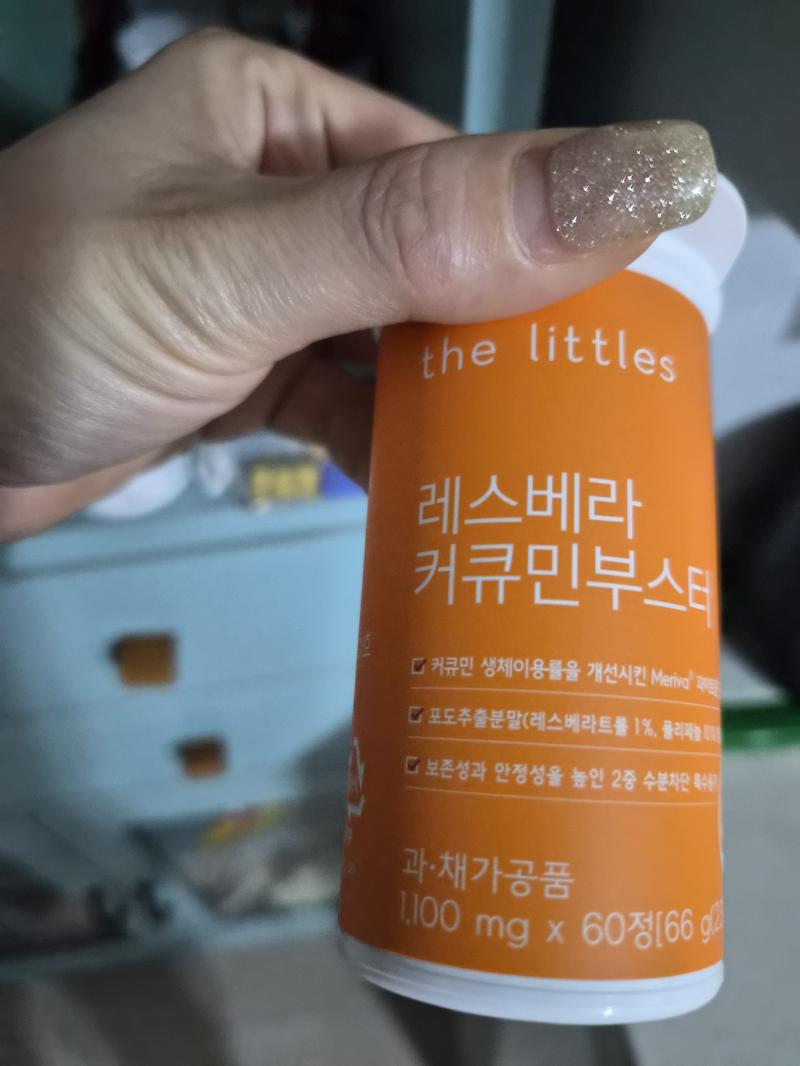 the littles
레스베라
커큐민부스터
커큐민 생체이용률을 개선시킨 Meriva®
포도추출분말(레스베라트롤 1%, 폴리페놀
보존성과 안정성을 높인 2중 수분차단
과·채가공품
1,100 mg x 60정[66 g